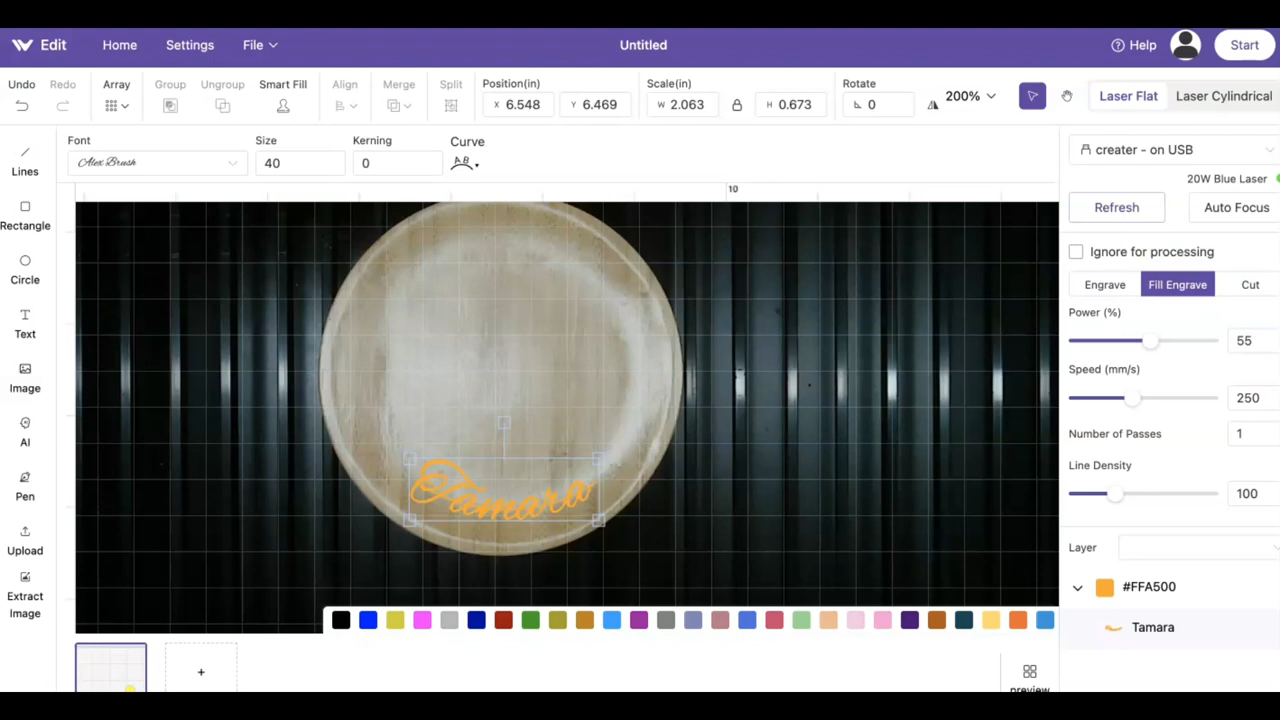 Edit Home Settings File Untitled Help Start
Undo Redo Array Group Ungroup Smart Fill Align Merge Split Position(in) Scale(in) Rotate
X 6.548 Y 6.469 W 2.063 H 0.673 0 200% Laser Flat Laser Cylindrical
Font Size Kerning Curve
Alex Brush 40 0 AB
creater - on USB
20W Blue Laser
Refresh Auto Focus
10
Lines
Rectangle
Circle
Text
Image
AI
Pen
Upload
Extract
Image
Ignore for processing
Engrave Fill Engrave Cut
Power (%)
55
Speed (mm/s)
250
Number of Passes 1
Line Density
100
Layer
#FFA500
Tamara
Tamara
+
preview